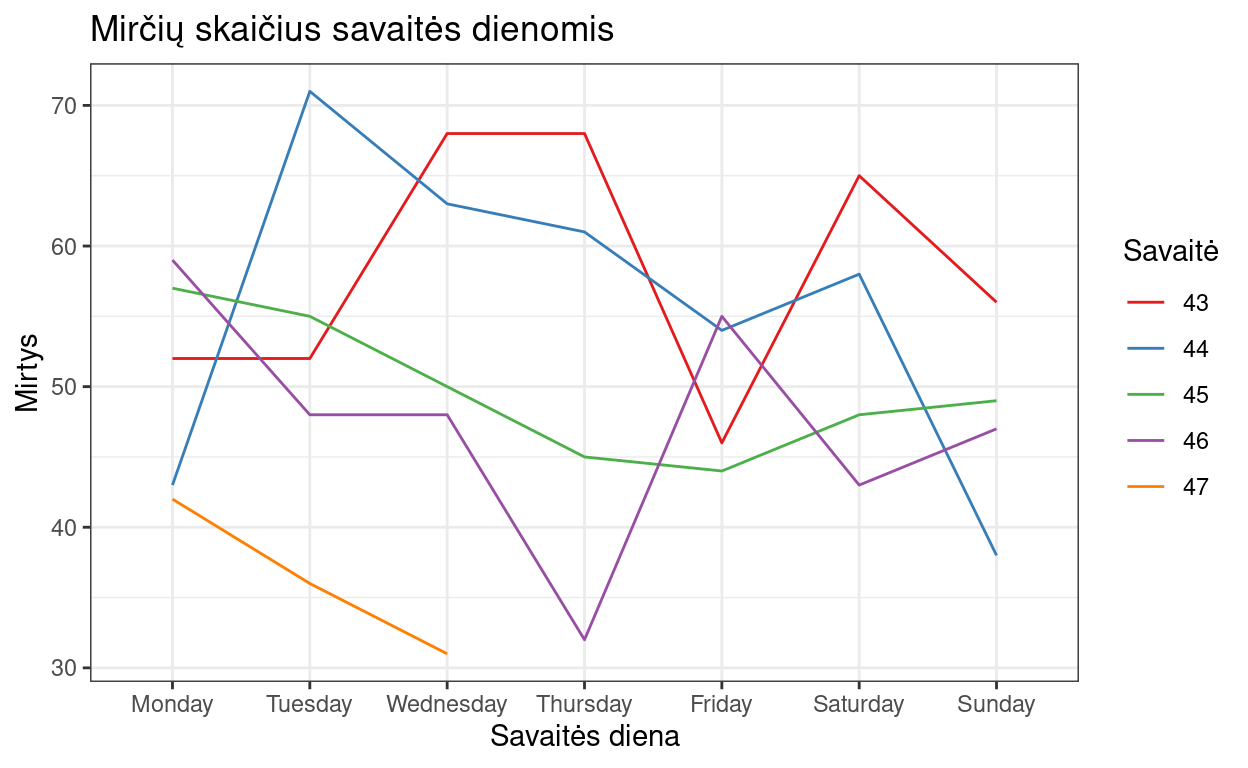 Mirčių skaičius savaitės dienomis
70
60
50
40
30
Mirtys
Monday Tuesday Wednesday Thursday Friday Saturday Sunday
Savaitės diena
Savaitė
43
44
45
46
47